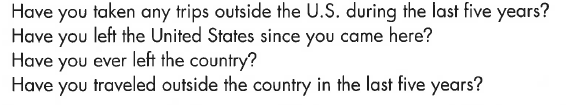 Have you taken any trips outside the U.S. during the last five years?
Have you left the United States since you came here?
Have you ever left the country?
Have you traveled outside the country in the last five years?